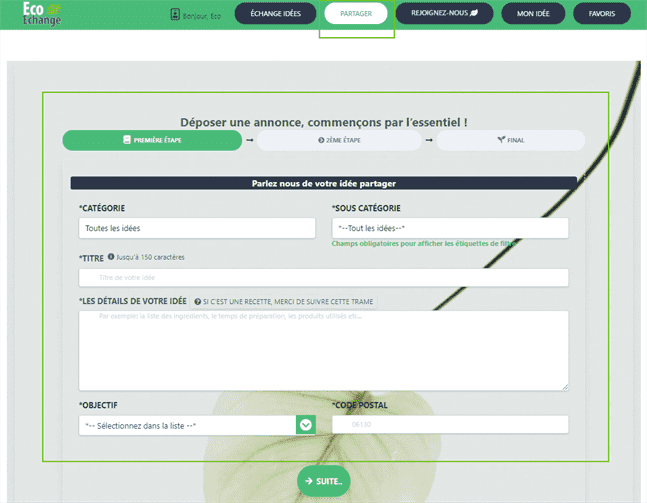 Eco
Echange
Bonjour, Eco
ÉCHANGE IDÉES
PARTAGER
REJOIGNEZ-NOUS
MON IDÉE
FAVORIS
Déposer une annonce, commençons par l'essentiel !
PREMIÈRE ÉTAPE
2ÈME ÉTAPE
FINAL
Parlez nous de votre idée partager
*CATÉGORIE
*SOUS CATÉGORIE
Toutes les idées
*--Tout les idées--*
Champs obligatoires pour afficher les étiquettes de filtre
*TITRE Jusqu'à 150 caractères
Titre de votre idée
*LES DÉTAILS DE VOTRE IDÉE SI C'EST UNE RECETTE, MERCI DE SUIVRE CETTE TRAME
Par exemple: la liste des ingrédients, le temps de préparation, les produits utilisés etc...
*OBJECTIF
*CODE POSTAL
*-- Sélectionnez dans la liste --*
06130
SUITE..